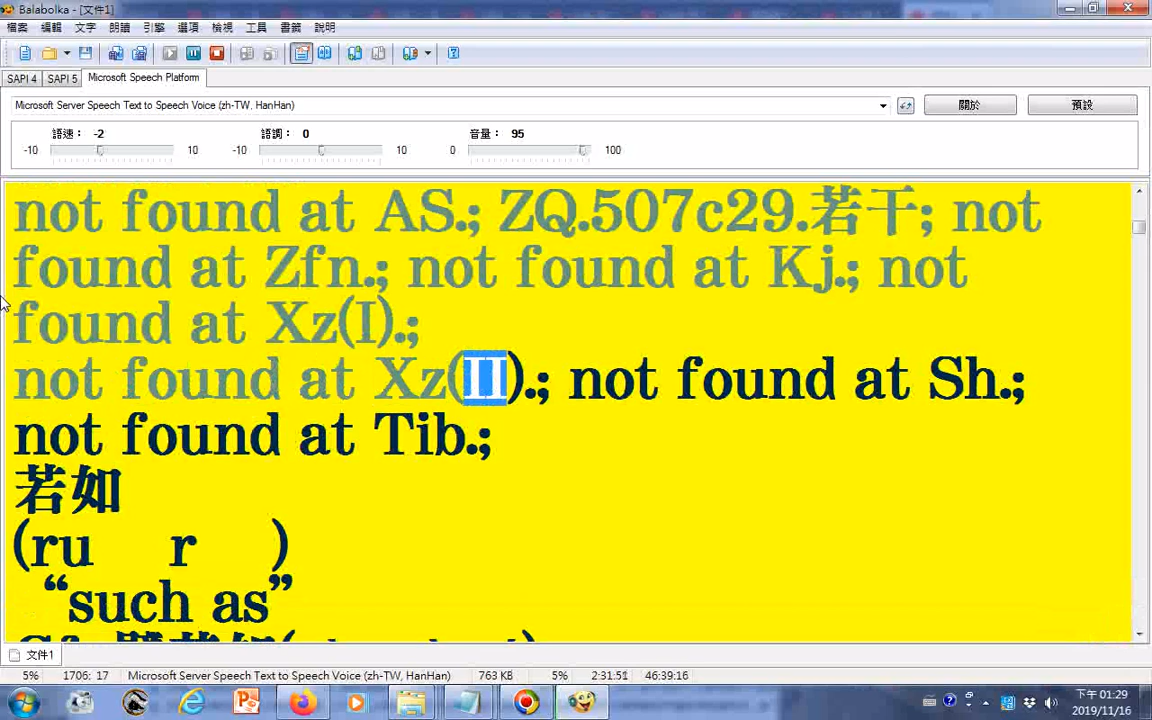 Balabolka - [文件1]
檔案 編輯 文字 朗讀 引擎 選項 檢視 工具 書籤 說明
SAPI 4 SAPI 5 Microsoft Speech Platform
Microsoft Server Speech Text to Speech Voice (zh-TW, HanHan) 關於 預設
語速： -2 語調： 0 音量： 95
-10 10 -10 10 0 100
not found at AS.; ZQ.507c29.若干; not
found at Zfn.; not found at Kj.; not
found at Xz(I).;
not found at Xz(II).; not found at Sh.;
not found at Tib.;
若如
(ru r )
“such as”
文件1
5% 1706: 17 Microsoft Server Speech Text to Speech Voice (zh-TW, HanHan) 763 KB 5% 2:31:51 46:39:16
下午 01:29
2019/11/16